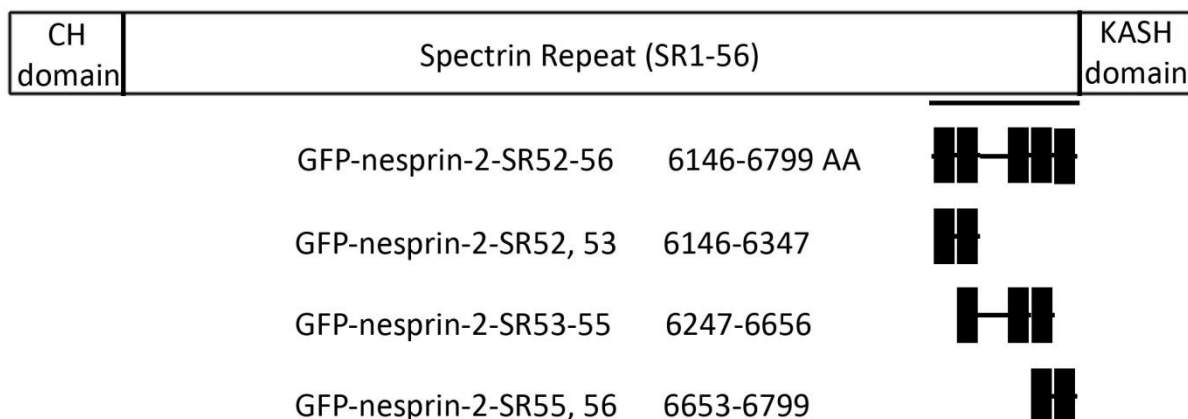 CH
domain
Spectrin Repeat (SR1-56)
KASH
domain
GFP-nesprin-2-SR52-56 6146-6799 AA
GFP-nesprin-2-SR52, 53 6146-6347
GFP-nesprin-2-SR53-55 6247-6656
GFP-nesprin-2-SR55, 56 6653-6799